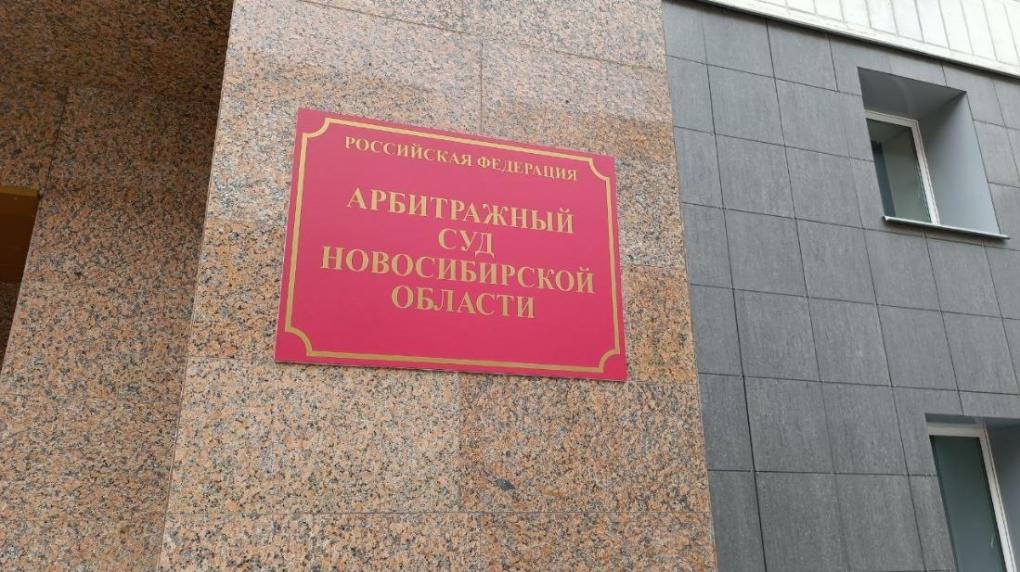 РОССИЙСКАЯ ФЕДЕРАЦИЯ
АРБИТРАЖНЫЙ
СУД
НОВОСИБИРСКОЙ
ОБЛАСТИ